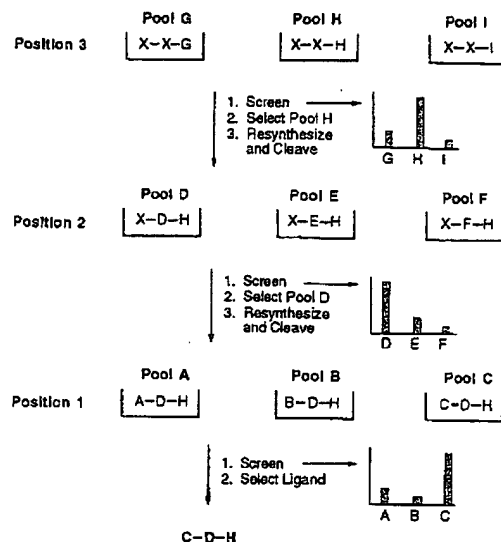 Pool G Pool H Pool I
Position 3 X-X-G X-X-H X-X-I
1. Screen
2. Select Pool H
3. Resynthesize
and Cleave
G H I
Pool D Pool E Pool F
Position 2 X-D-H X-E-H X-F-H
1. Screen
2. Select Pool D
3. Resynthesize
and Cleave
D E F
Pool A Pool B Pool C
Position 1 A-D-H B-D-H C-D-H
1. Screen
2. Select Ligand
A B C
C-D-H